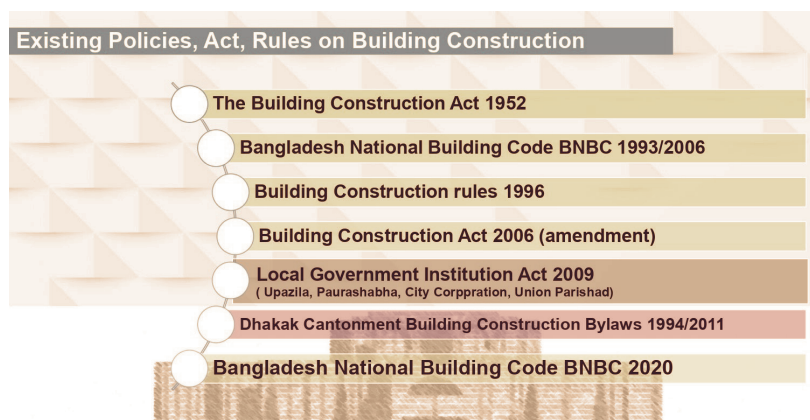 Existing Policies, Act, Rules on Building Construction
The Building Construction Act 1952
Bangladesh National Building Code BNBC 1993/2006
Building Construction rules 1996
Building Construction Act 2006 (amendment)
Local Government Institution Act 2009
( Upazila, Paurashabha, City Corppration, Union Parishad)
Dhakak Cantonment Building Construction Bylaws 1994/2011
Bangladesh National Building Code BNBC 2020